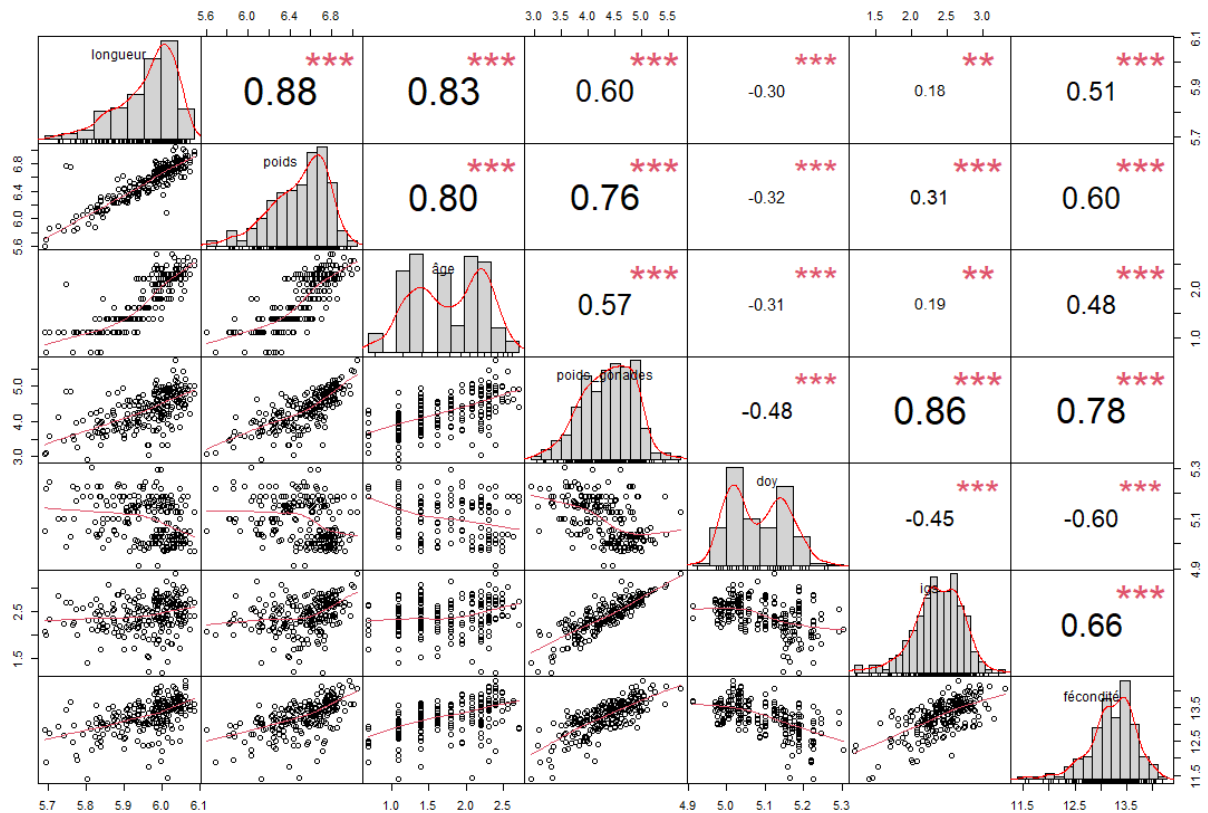 5.6 6.0 6.4 6.8 3.0 3.5 4.0 4.5 5.0 5.5 1.5 2.0 2.5 3.0
longueur 0.88 *** 0.83 *** 0.60 *** -0.30 *** 0.18 ** 0.51 *** 5.7 5.9 6.1
5.6 6.0 6.4 6.8 poids 0.80 *** 0.76 *** -0.32 *** 0.31 *** 0.60 ***
âge 0.57 *** -0.31 *** 0.19 ** 0.48 *** 1.0 2.0
3.0 4.0 5.0 poids_gonades -0.48 *** 0.86 *** 0.78 ***
doy -0.45 *** -0.60 *** 4.9 5.1 5.3
1.5 2.5 igs 0.66 ***
fécondité 11.5 12.5 13.5
5.7 5.8 5.9 6.0 6.1 1.0 1.5 2.0 2.5 4.9 5.0 5.1 5.2 5.3 11.5 12.5 13.5